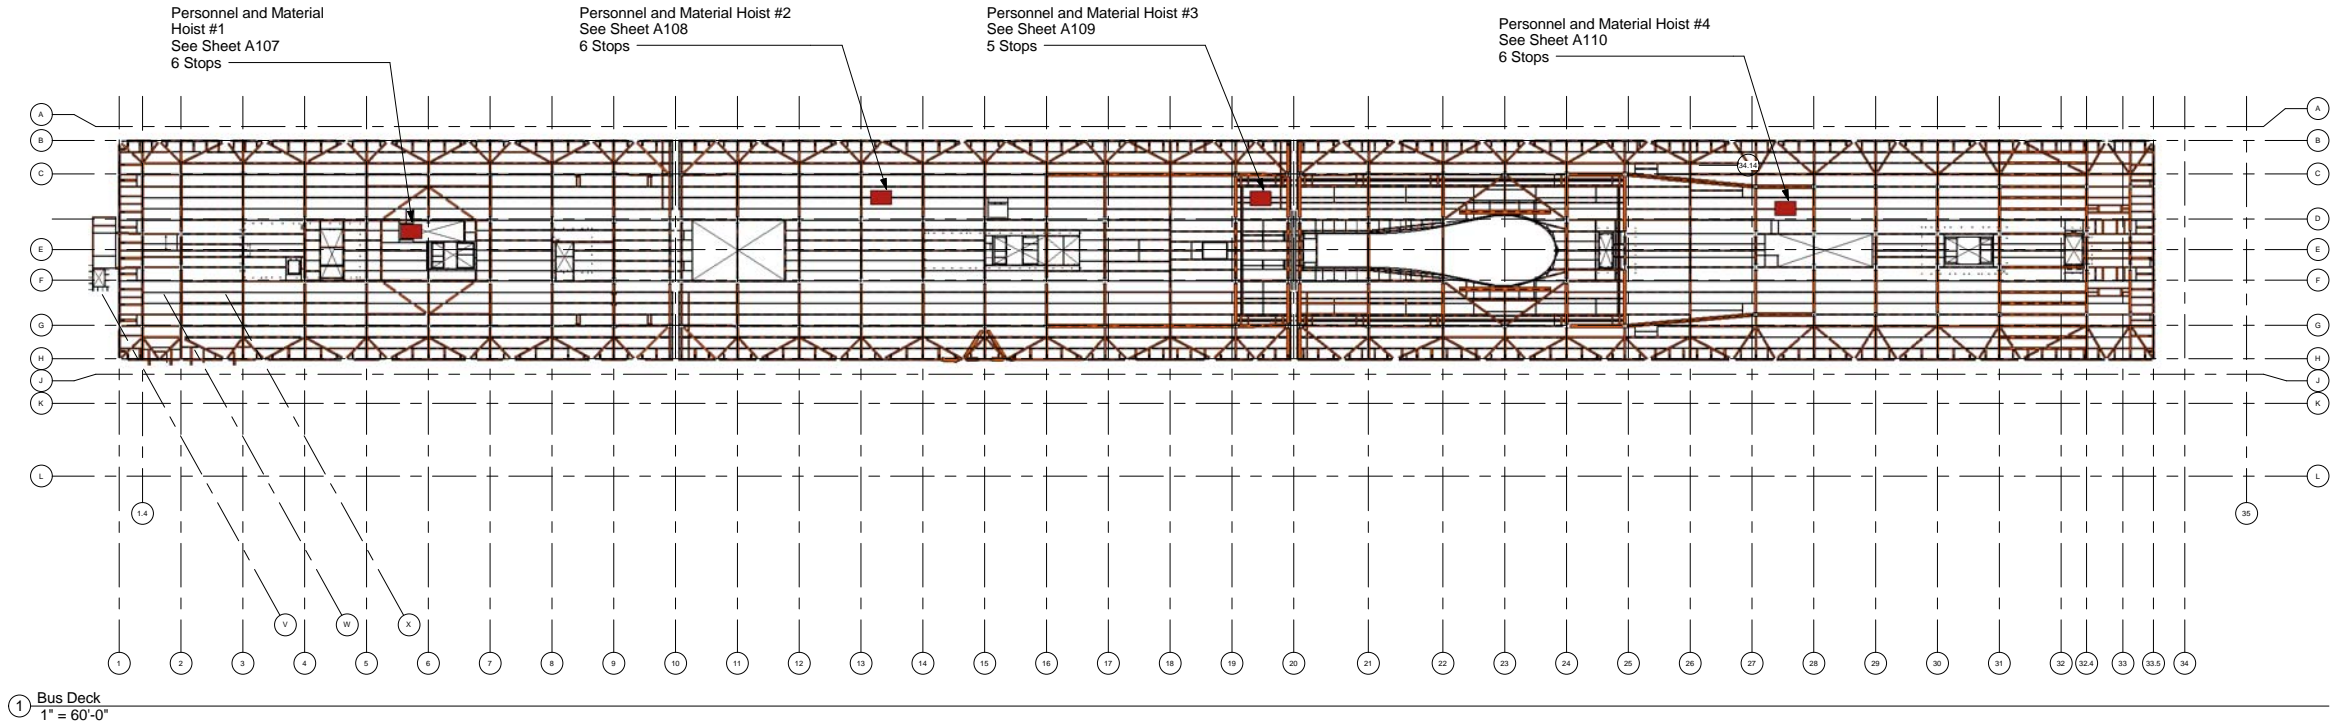 Personnel and Material
Hoist #1
See Sheet A107
6 Stops
Personnel and Material Hoist #2
See Sheet A108
6 Stops
Personnel and Material Hoist #3
See Sheet A109
5 Stops
Personnel and Material Hoist #4
See Sheet A110
6 Stops
A A
B B
34.14
C C
D
E E
F F
G G
H H
J J
K K
L L
1.4 35
V W X
1 2 3 4 5 6 7 8 9 10 11 12 13 14 15 16 17 18 19 20 21 22 23 24 25 26 27 28 29 30 31 32 32.4 33 33.5 34
1 Bus Deck
1" = 60'-0"